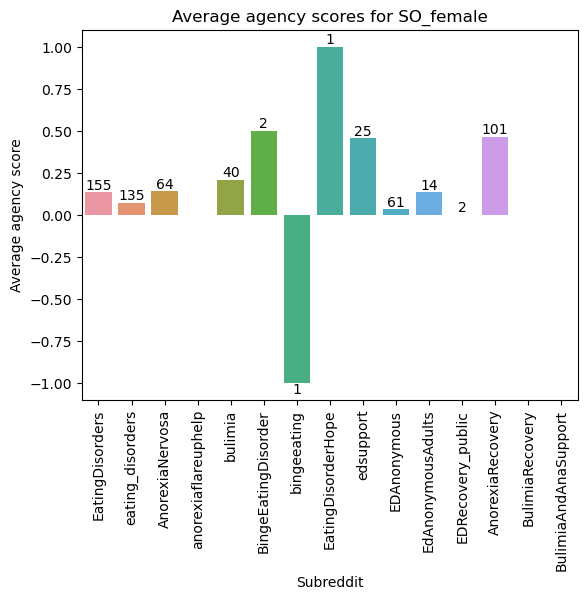 Average agency scores for SO_female
Average agency score
1.00
0.75
0.50
0.25
0.00
−0.25
−0.50
−0.75
−1.00
155
135
64
40
2
1
1
25
61
14
2
101
EatingDisorders
eating_disorders
AnorexiaNervosa
anorexiaflareuphelp
bulimia
BingeEatingDisorder
bingeeating
EatingDisorderHope
edsupport
EDAnonymous
EdAnonymousAdults
EDRecovery_public
AnorexiaRecovery
BulimiaRecovery
BulimiaAndAnaSupport
Subreddit